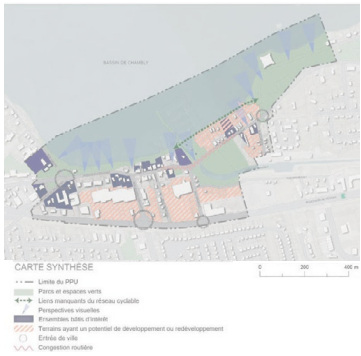 BASSIN DE CHAMBLY
CARTE SYNTHÈSE
0 200 400 m
Limite du PPU
Parcs et espaces verts
Liens manquants du réseau cyclable
Perspectives visuelles
Ensembles bâtis d'intérêt
Terrains ayant un potentiel de développement ou redéveloppement
Entrée de ville
Congestion routière